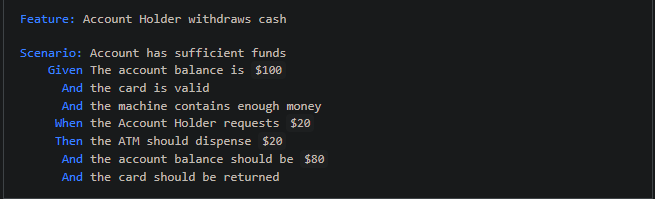 Feature: Account Holder withdraws cash
Scenario: Account has sufficient funds
Given The account balance is $100
And the card is valid
And the machine contains enough money
When the Account Holder requests $20
Then the ATM should dispense $20
And the account balance should be $80
And the card should be returned